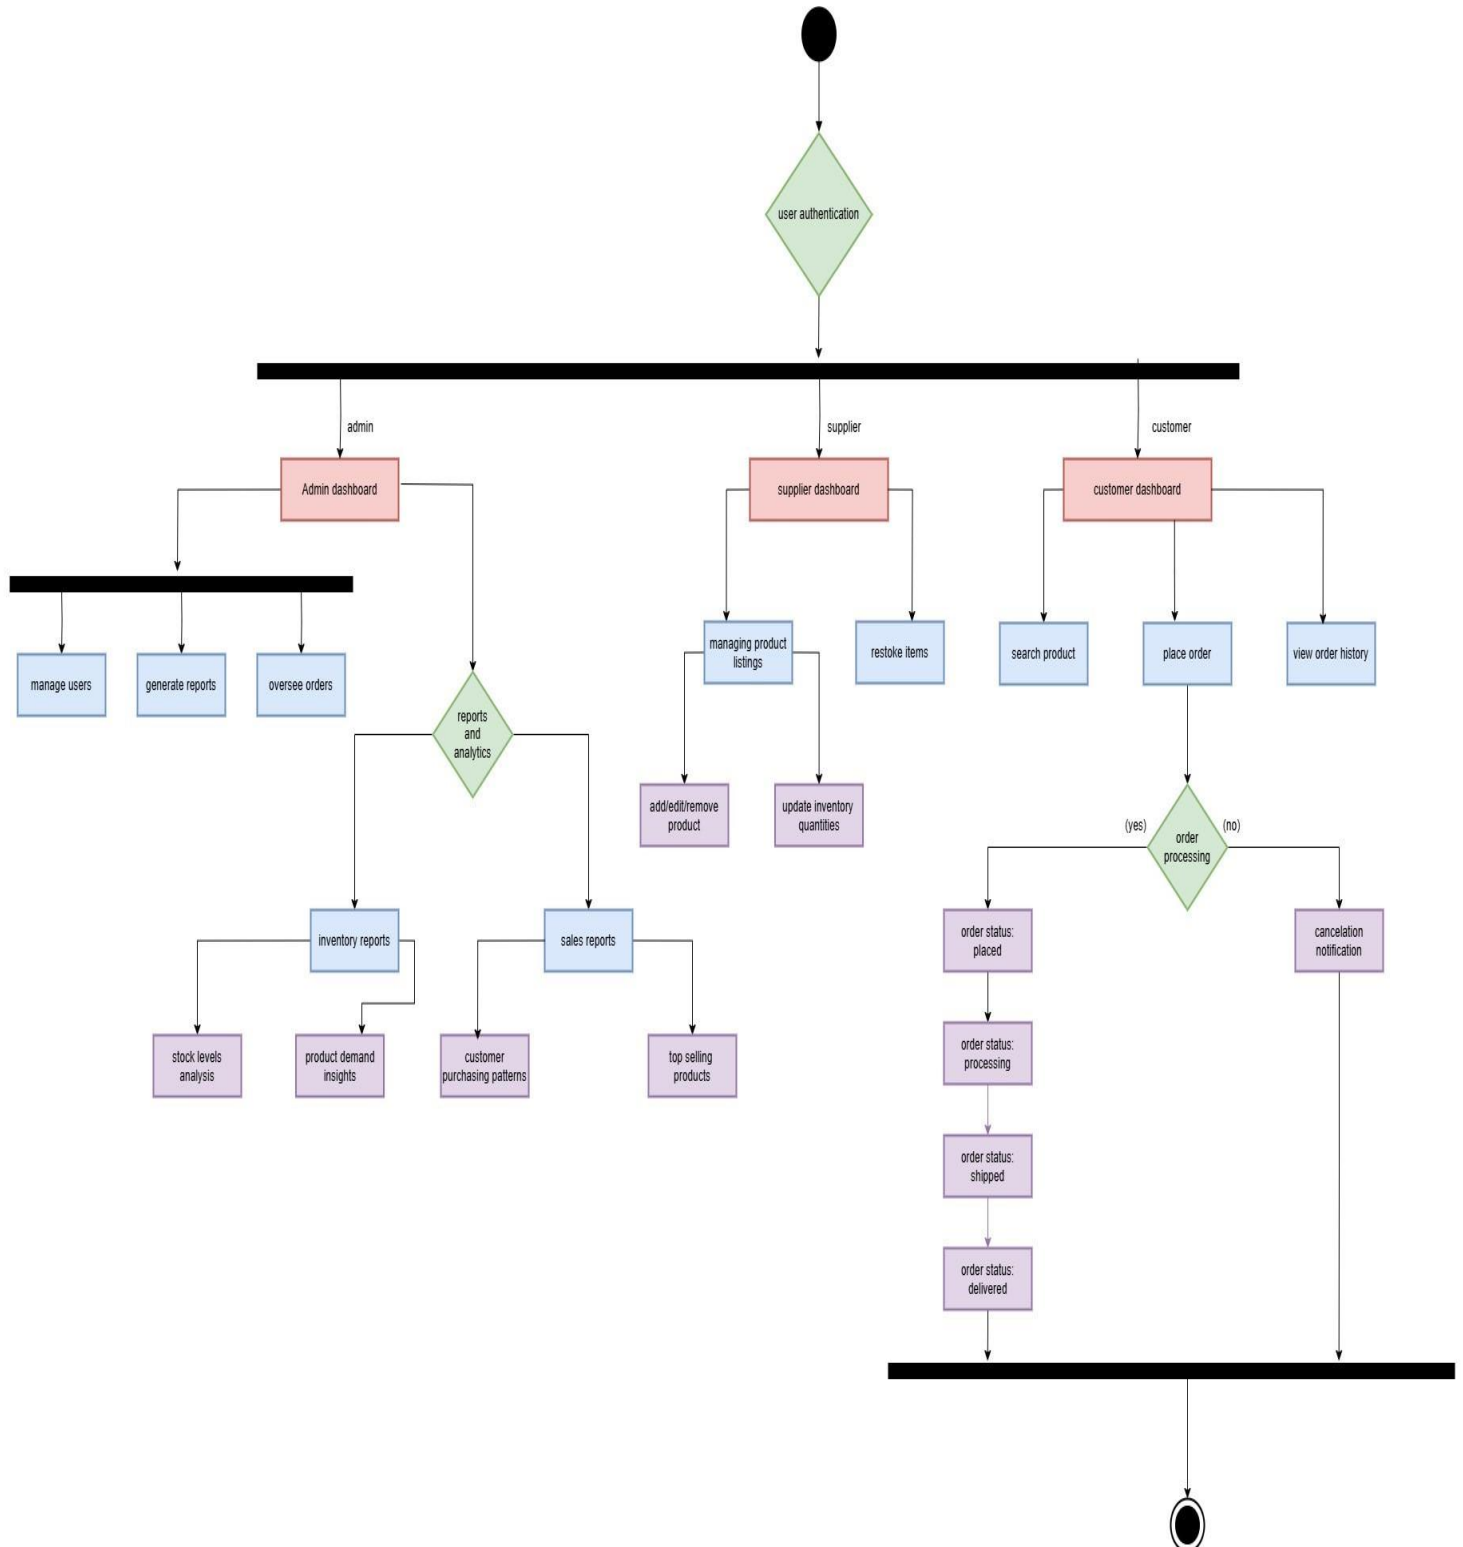 user authentication
admin
supplier
customer
Admin dashboard
supplier dashboard
customer dashboard
managing product
listings
restoke items
search product
place order
view order history
manage users
generate reports
oversee orders
reports
and
analytics
add/edit/remove
product
update inventory
quantities
(yes)
(no)
order
processing
inventory reports
sales reports
order status:
placed
cancelation
notification
stock levels
analysis
product demand
insights
customer
purchasing patterns
top selling
products
order status:
processing
order status:
shipped
order status:
delivered